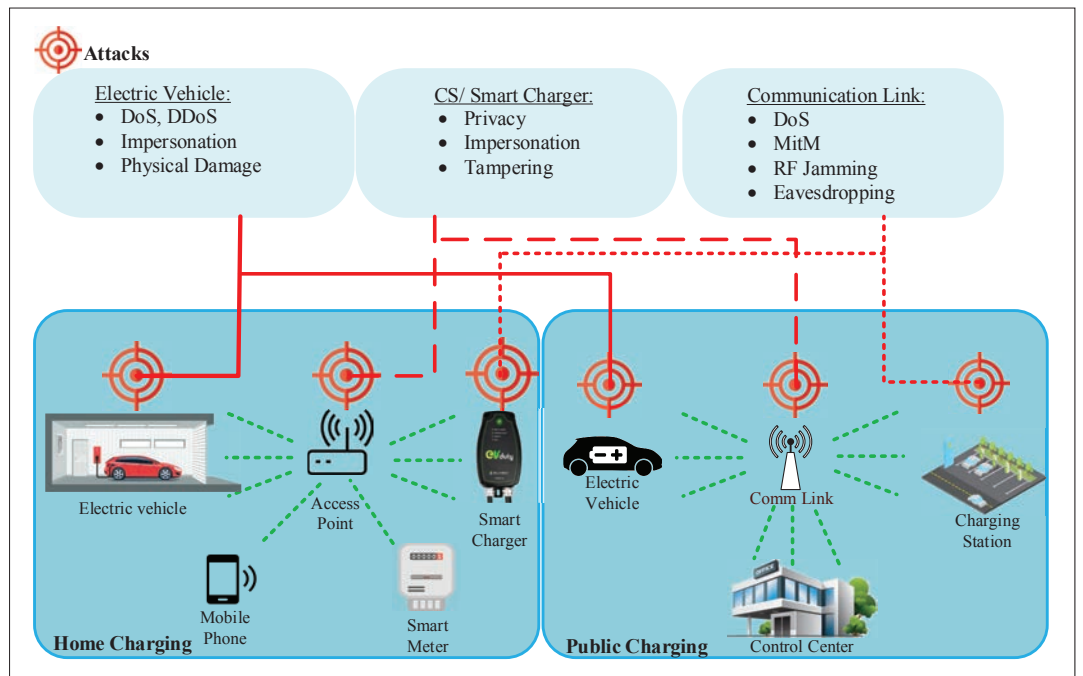 Attacks
Electric Vehicle:
• DoS, DDoS
• Impersonation
• Physical Damage
CS/ Smart Charger:
• Privacy
• Impersonation
• Tampering
Communication Link:
• DoS
• MitM
• RF Jamming
• Eavesdropping
Electric vehicle
Access
Point
Smart
Charger
Mobile
Phone
Smart
Meter
Home Charging
Electric
Vehicle
Comm Link
Charging
Station
Control Center
Public Charging